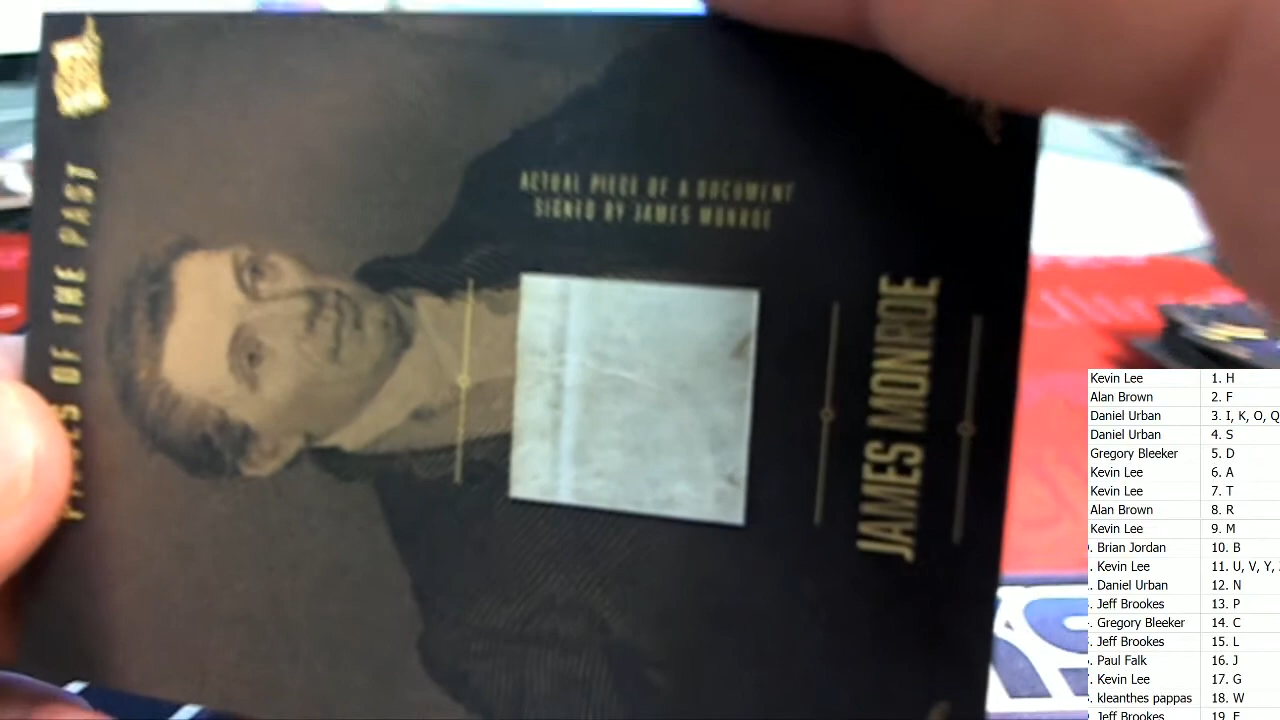 PIECES OF THE PAST
ACTUAL PIECE OF A DOCUMENT
SIGNED BY JAMES MONROE
JAMES MONROE
Kevin Lee 1. H
Alan Brown 2. F
Daniel Urban 3. I, K, O, Q
Daniel Urban 4. S
Gregory Bleeker 5. D
Kevin Lee 6. A
Kevin Lee 7. T
Alan Brown 8. R
Kevin Lee 9. M
. Brian Jordan 10. B
. Kevin Lee 11. U, V, Y,
. Daniel Urban 12. N
. Jeff Brookes 13. P
. Gregory Bleeker 14. C
. Jeff Brookes 15. L
. Paul Falk 16. J
. Kevin Lee 17. G
. kleanthes pappas 18. W
. Jeff Brookes 19. E